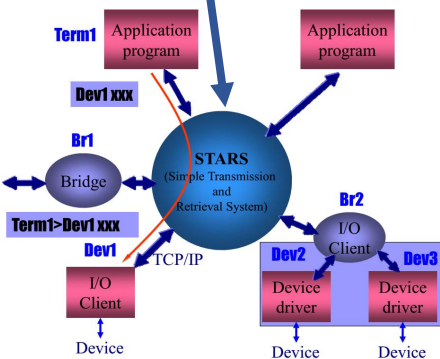 Term1
Application
program
Application
program
Dev1 xxx
Br1
Bridge
STARS
(Simple Transmission
and
Retrieval System)
Term1>Dev1 xxx
Br2
I/O
Client
Dev1
TCP/IP
Dev2
Dev3
I/O
Client
Device
driver
Device
driver
Device
Device
Device